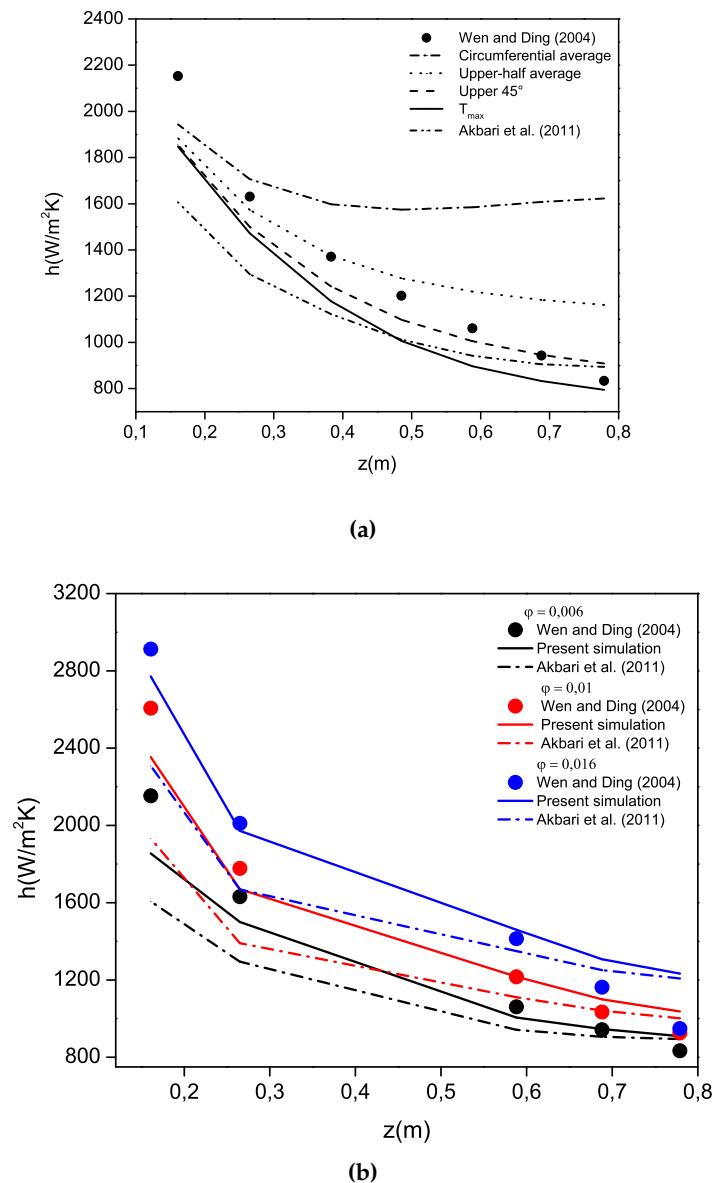 2400
2200
2000
1800
1600
1400
1200
1000
800
h(W/m²K)
Wen and Ding (2004)
Circumferential average
Upper-half average
Upper 45°
Tmax
Akbari et al. (2011)
0,1 0,2 0,3 0,4 0,5 0,6 0,7 0,8
z(m)
(a)
3200
2800
2400
2000
1600
1200
800
h(W/m²K)
φ = 0,006
Wen and Ding (2004)
Present simulation
Akbari et al. (2011)
φ = 0,01
Wen and Ding (2004)
Present simulation
Akbari et al. (2011)
φ = 0,016
Wen and Ding (2004)
Present simulation
Akbari et al. (2011)
0,2 0,3 0,4 0,5 0,6 0,7 0,8
z(m)
(b)